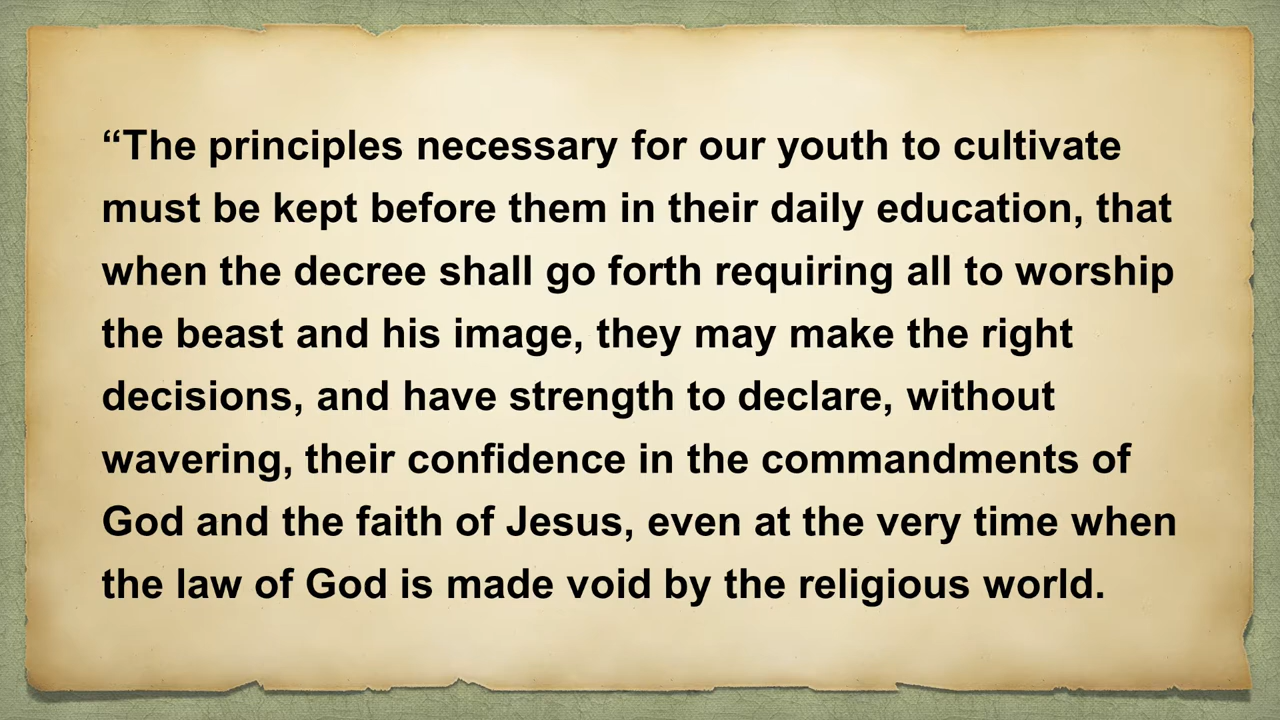 “The principles necessary for our youth to cultivate
must be kept before them in their daily education, that
when the decree shall go forth requiring all to worship
the beast and his image, they may make the right
decisions, and have strength to declare, without
wavering, their confidence in the commandments of
God and the faith of Jesus, even at the very time when
the law of God is made void by the religious world.